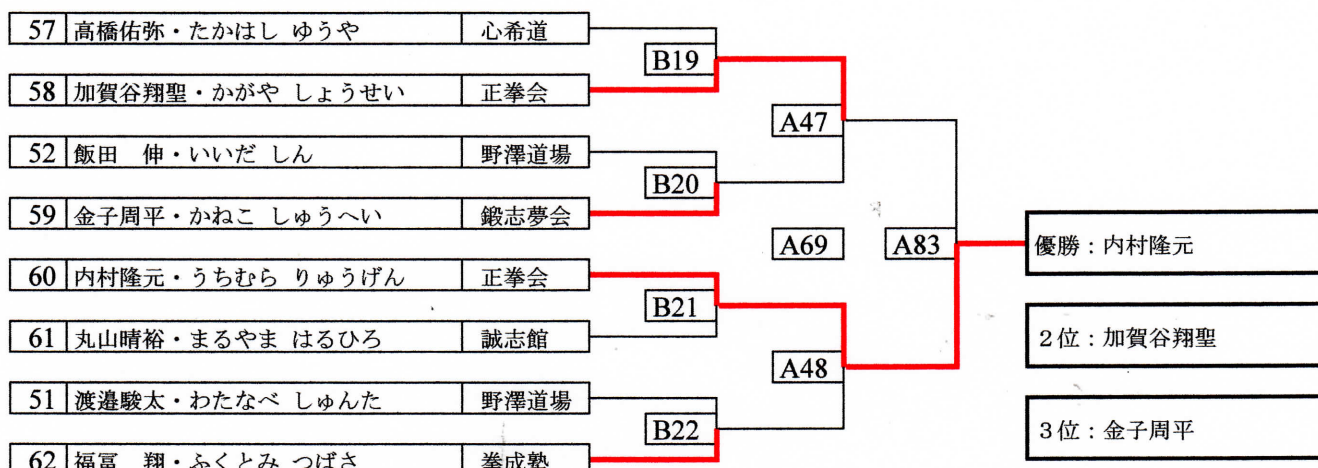 57 高橋佑弥・たかはし ゆうや 心希道
B19
58 加賀谷翔聖・かがや しょうせい 正拳会
A47
52 飯田 伸・いいだ しん 野澤道場
B20
59 金子周平・かねこ しゅうへい 鍛志夢会
A69 A83
優勝：内村隆元
60 内村隆元・うちむら りゅうげん 正拳会
B21
61 丸山晴裕・まるやま はるひろ 誠志館
2位：加賀谷翔聖
A48
51 渡邉駿太・わたなべ しゅんた 野澤道場
B22
3位：金子周平
62 福冨 翔・ふくとみ つばさ 拳成塾